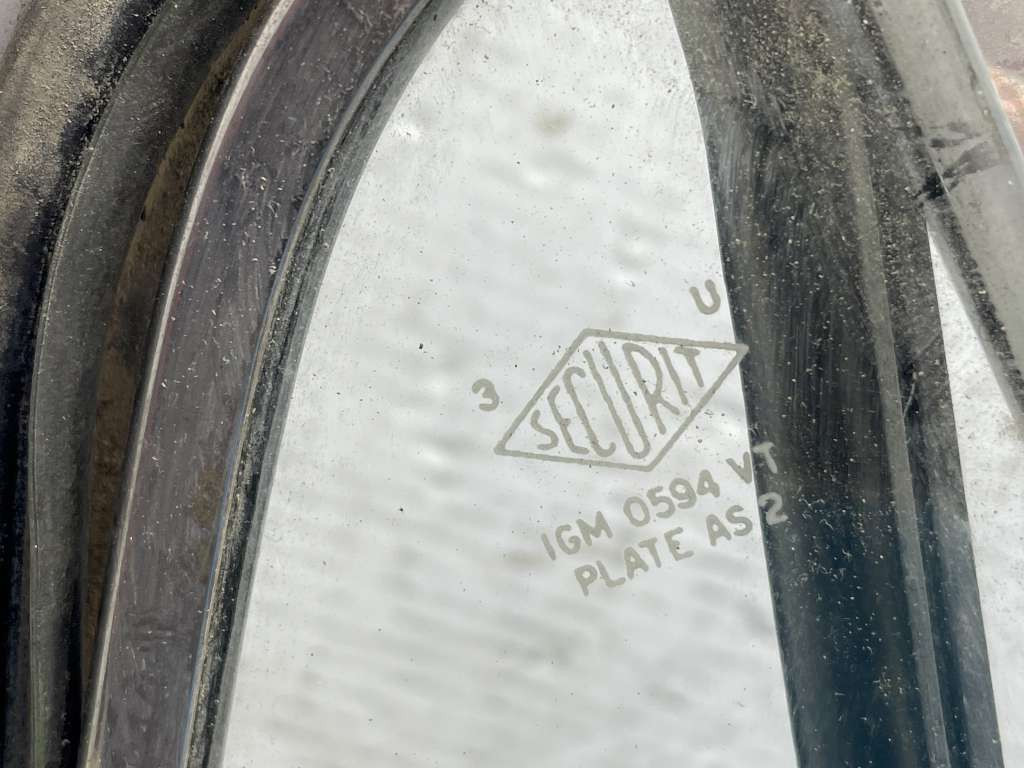 U
3
SECURIT
IGM 0594 VT
PLATE AS 2